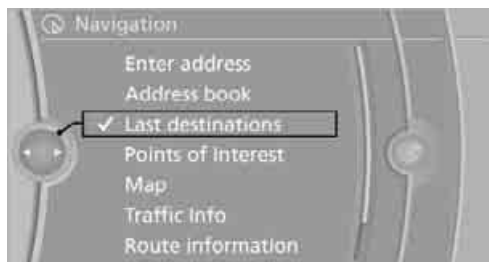 Navigation
Enter address
Address book
✓ Last destinations
Points of Interest
Map
Traffic Info
Route information